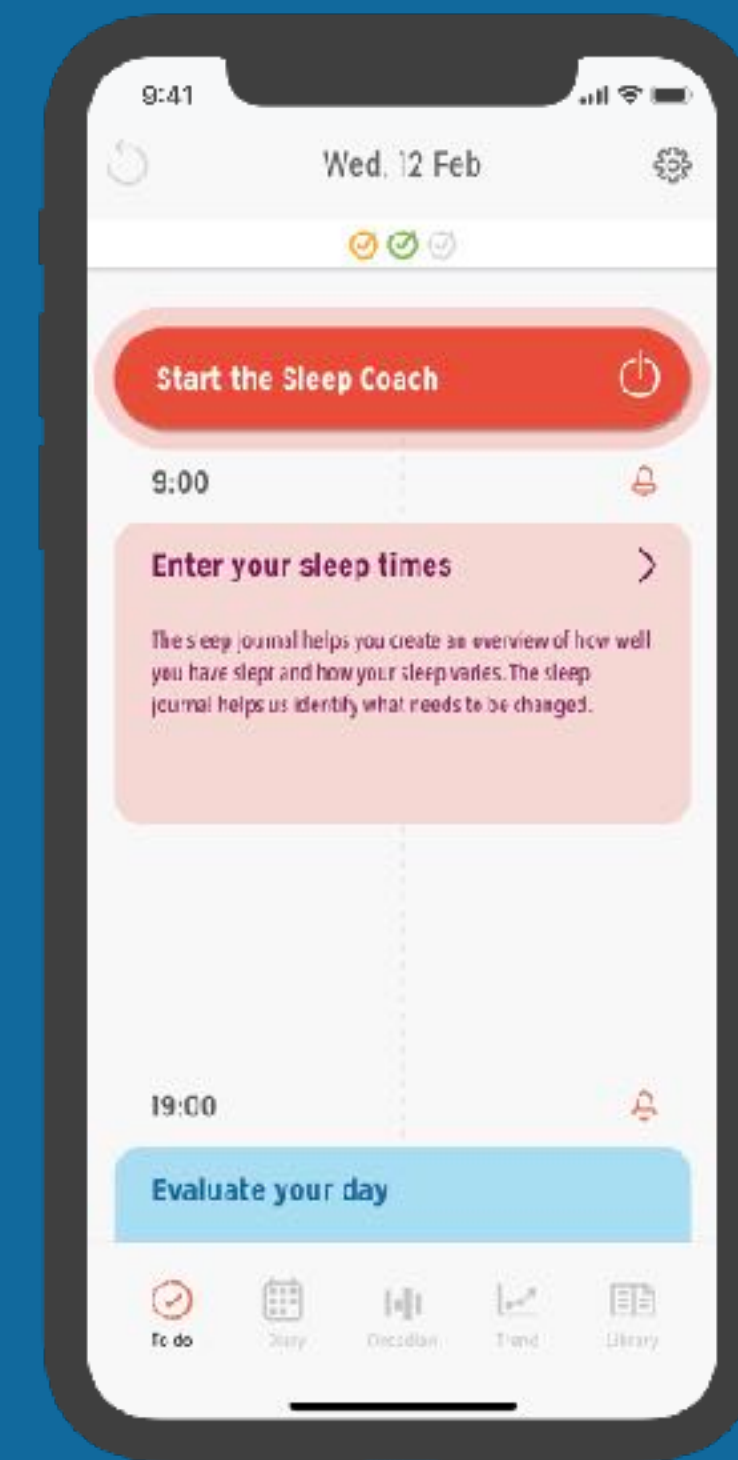 9:41
Wed. 12 Feb
Start the Sleep Coach
9:00
Enter your sleep times
The sleep journal helps you create an overview of how well
you have slept and how your sleep varies. The sleep
journal helps us identify what needs to be changed.
19:00
Evaluate your day
To do
Diary
Circadian
Trend
Library